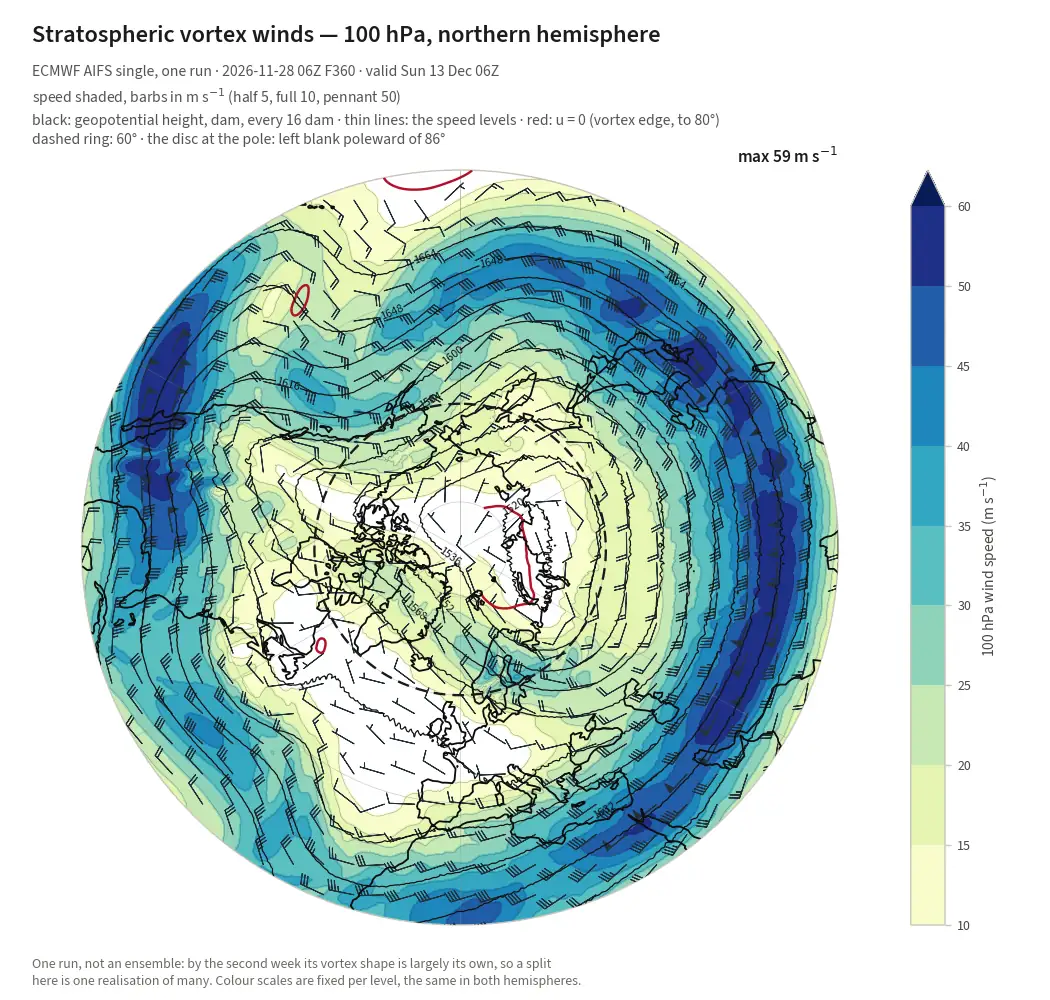 Stratospheric vortex winds — 100 hPa, northern hemisphere
ECMWF AIFS single, one run · 2026-11-28 06Z F360 · valid Sun 13 Dec 06Z
speed shaded, barbs in m s⁻¹ (half 5, full 10, pennant 50)
black: geopotential height, dam, every 16 dam · thin lines: the speed levels · red: u = 0 (vortex edge, to 80°)
dashed ring: 60° · the disc at the pole: left blank poleward of 86°
max 59 m s⁻¹
60
50
45
40
35
30
25
20
15
10
100 hPa wind speed (m s⁻¹)
1664
1648
1664
1648
1600
1616
1536
1568
One run, not an ensemble: by the second week its vortex shape is largely its own, so a split
here is one realisation of many. Colour scales are fixed per level, the same in both hemispheres.